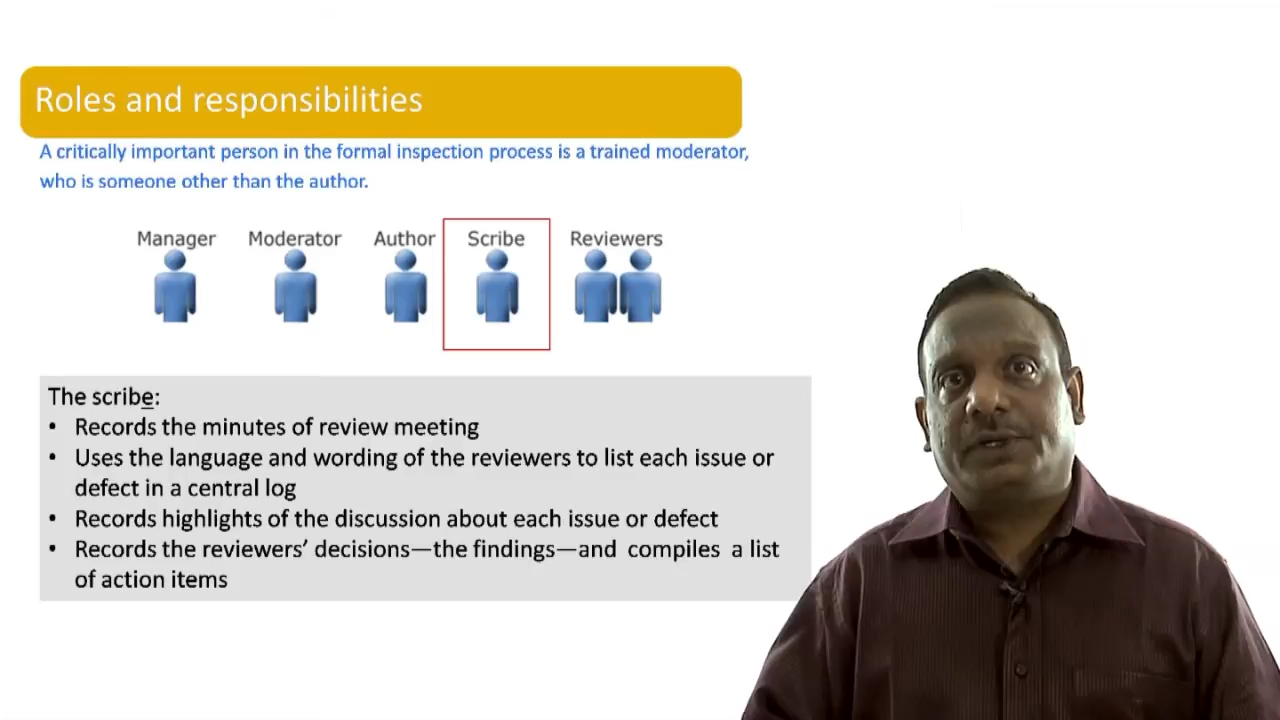 Roles and responsibilities
A critically important person in the formal inspection process is a trained moderator,
who is someone other than the author.
Manager Moderator Author Scribe Reviewers
The scribe:
• Records the minutes of review meeting
• Uses the language and wording of the reviewers to list each issue or
defect in a central log
• Records highlights of the discussion about each issue or defect
• Records the reviewers’ decisions—the findings—and compiles a list
of action items